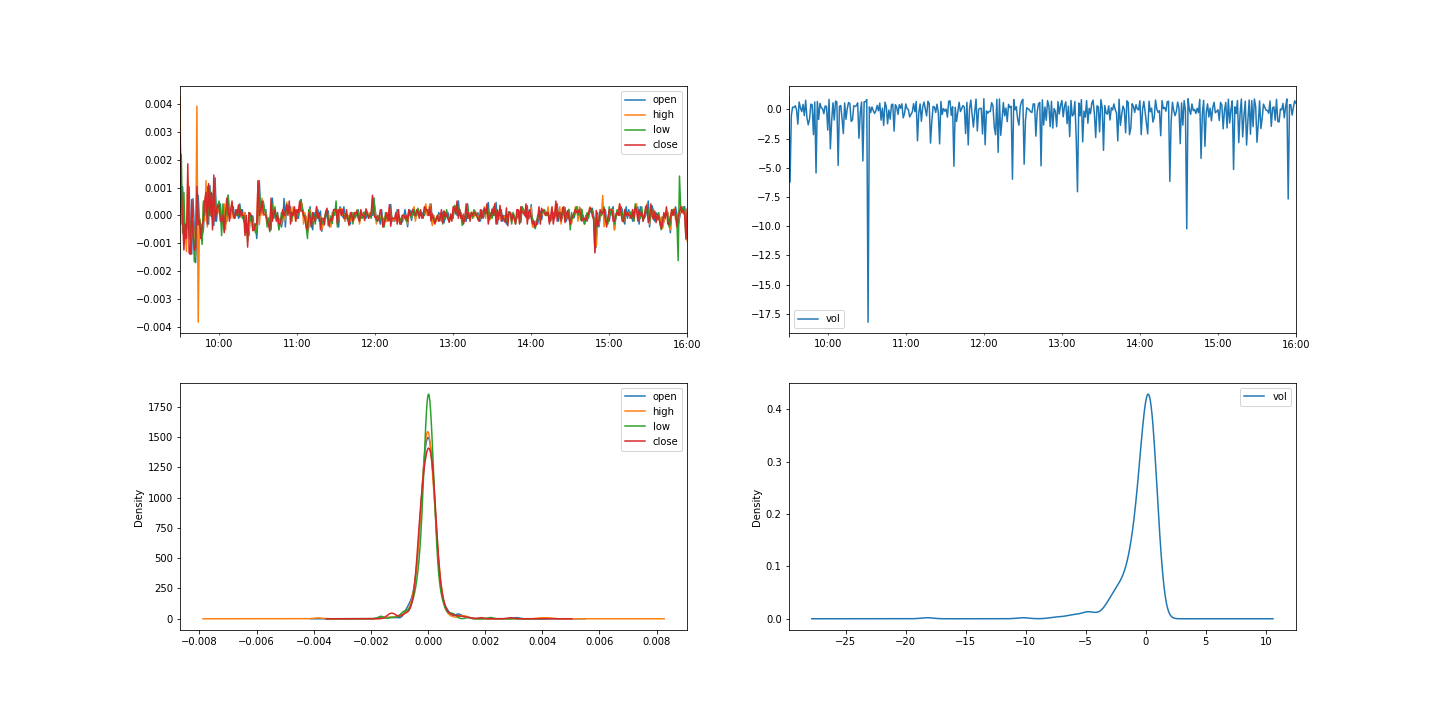 0.004
0.003
0.002
0.001
0.000
−0.001
−0.002
−0.003
−0.004
10:00 11:00 12:00 13:00 14:00 15:00 16:00
open
high
low
close
0.0
−2.5
−5.0
−7.5
−10.0
−12.5
−15.0
−17.5
10:00 11:00 12:00 13:00 14:00 15:00 16:00
vol
Density
1750
1500
1250
1000
750
500
250
0
−0.008 −0.006 −0.004 −0.002 0.000 0.002 0.004 0.006 0.008
open
high
low
close
Density
0.4
0.3
0.2
0.1
0.0
−25 −20 −15 −10 −5 0 5 10
vol